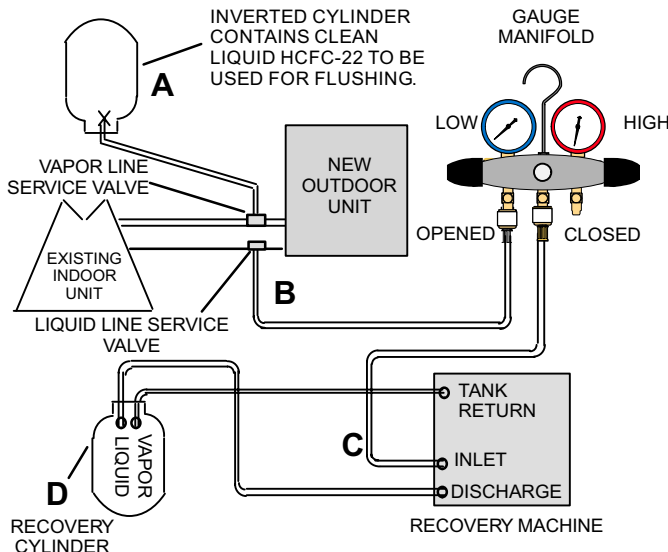 INVERTED CYLINDER
CONTAINS CLEAN
LIQUID HCFC-22 TO BE
USED FOR FLUSHING.
A
GAUGE
MANIFOLD
LOW
HIGH
VAPOR LINE
SERVICE VALVE
NEW
OUTDOOR
UNIT
OPENED
CLOSED
EXISTING
INDOOR
UNIT
B
LIQUID LINE SERVICE
VALVE
TANK
RETURN
C
INLET
DISCHARGE
LIQUID
VAPOR
D
RECOVERY
CYLINDER
RECOVERY MACHINE